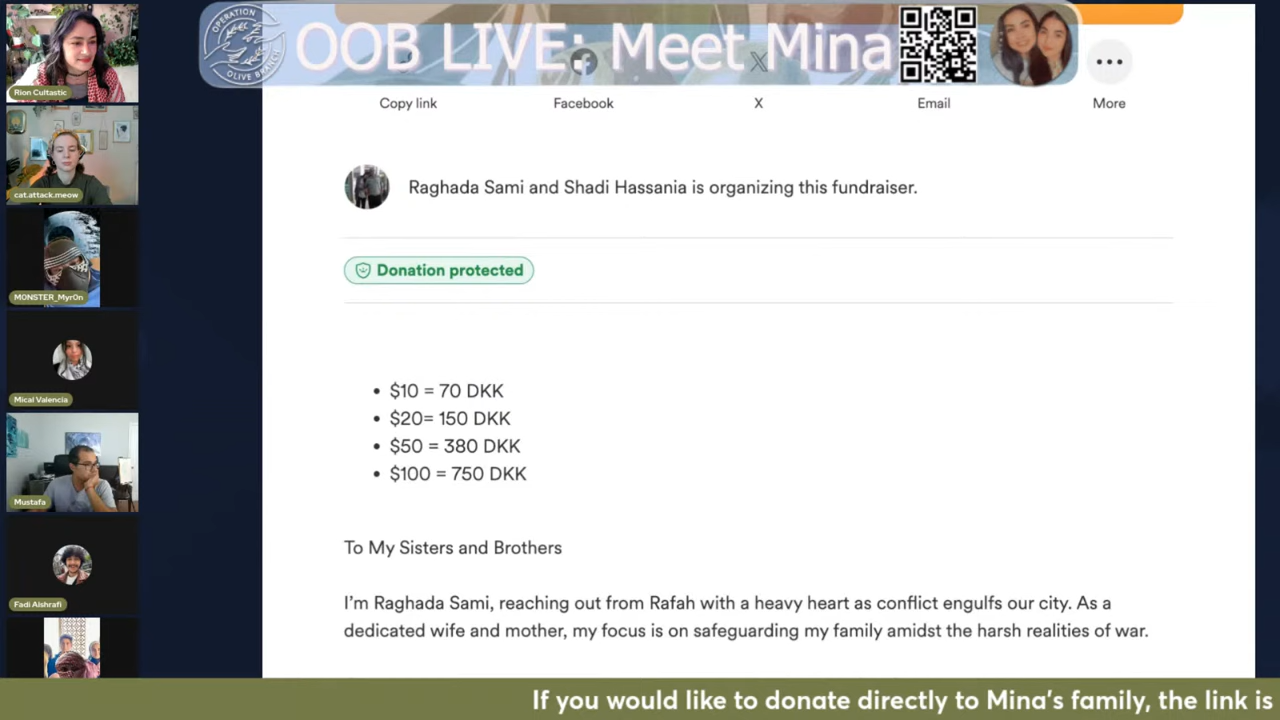 OPERATION
OLIVE BRANCH
OOB LIVE: Meet Mina
Copy link
Facebook
X
Email
More
Rion Cultastic
cat.attack.meow
M0NSTER_Myr0n
Mical Valencia
Mustafa
Fadi Alshrafi
Raghada Sami and Shadi Hassania is organizing this fundraiser.
Donation protected
• $10 = 70 DKK
• $20= 150 DKK
• $50 = 380 DKK
• $100 = 750 DKK
To My Sisters and Brothers
I’m Raghada Sami, reaching out from Rafah with a heavy heart as conflict engulfs our city. As a
dedicated wife and mother, my focus is on safeguarding my family amidst the harsh realities of war.
If you would like to donate directly to Mina’s family, the link is